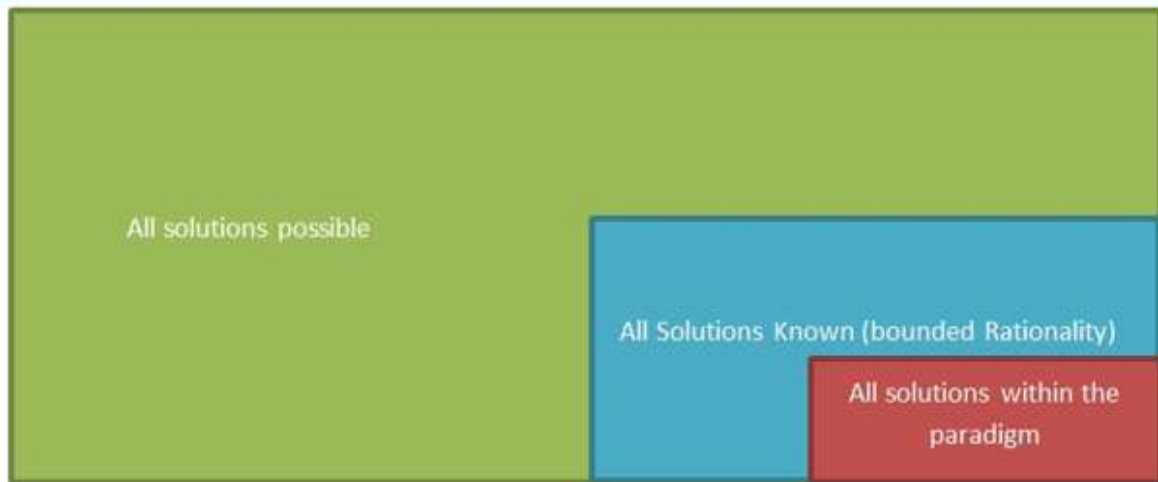 All solutions possible
All Solutions Known (bounded Rationality)
All solutions within the
paradigm